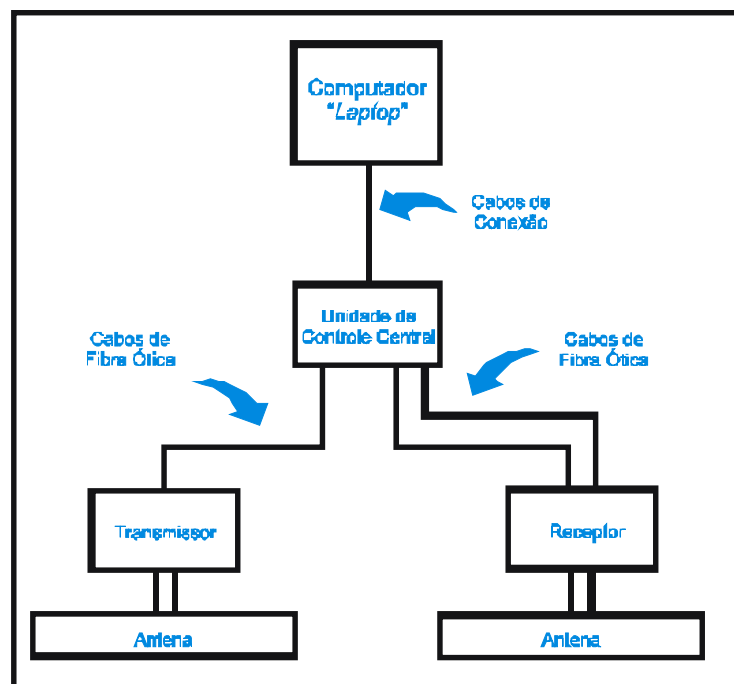 Computador
"Laptop"
Cabos de
Conexão
Unidade de
Controle Central
Cabos de
Fibra Ótica
Cabos de
Fibra Ótica
Transmissor
Receptor
Antena
Antena